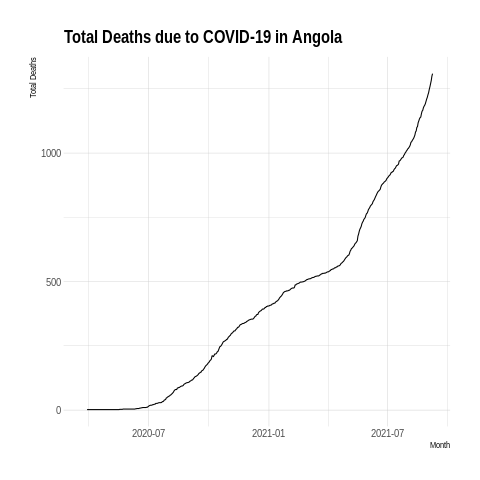 Total Deaths due to COVID-19 in Angola
Total Deaths
1000
500
0
2020-07
2021-01
2021-07
Month